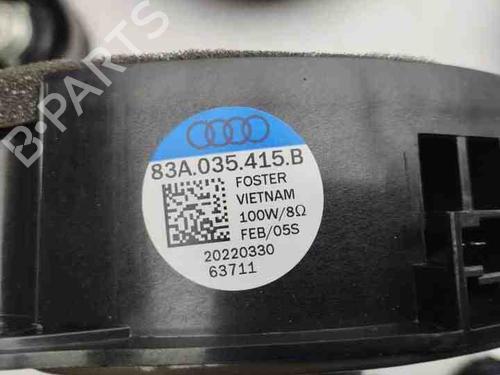 83A.035.415.B
FOSTER
VIETNAM
100W/8Ω
FEB/05S
20220330
63711
B-PARTS